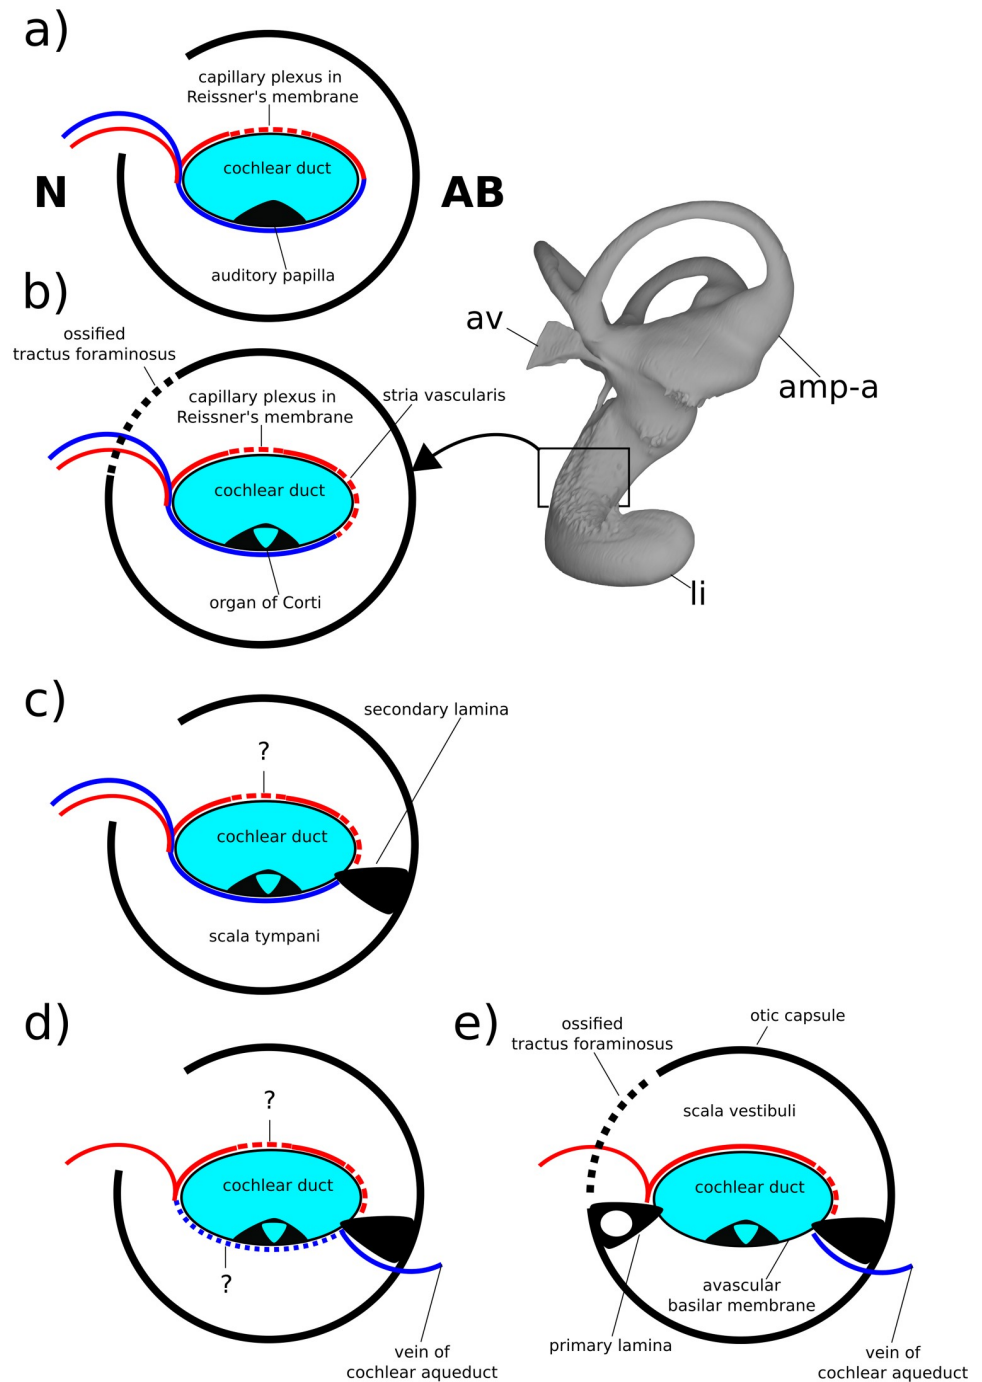 a)
capillary plexus in
Reissner's membrane
cochlear duct
N
AB
auditory papilla
b)
ossified
tractus foraminosus
capillary plexus in
Reissner's membrane
stria vascularis
cochlear duct
organ of Corti
av
amp-a
li
c)
secondary lamina
?
cochlear duct
scala tympani
d)
?
cochlear duct
?
vein of
cochlear aqueduct
e)
otic capsule
ossified
tractus foraminosus
scala vestibuli
cochlear duct
avascular
basilar membrane
primary lamina
vein of
cochlear aqueduct